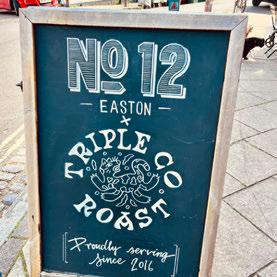 No 12
- EASTON -
x
TRIPLE CO
ROAST
Proudly serving
since 2016